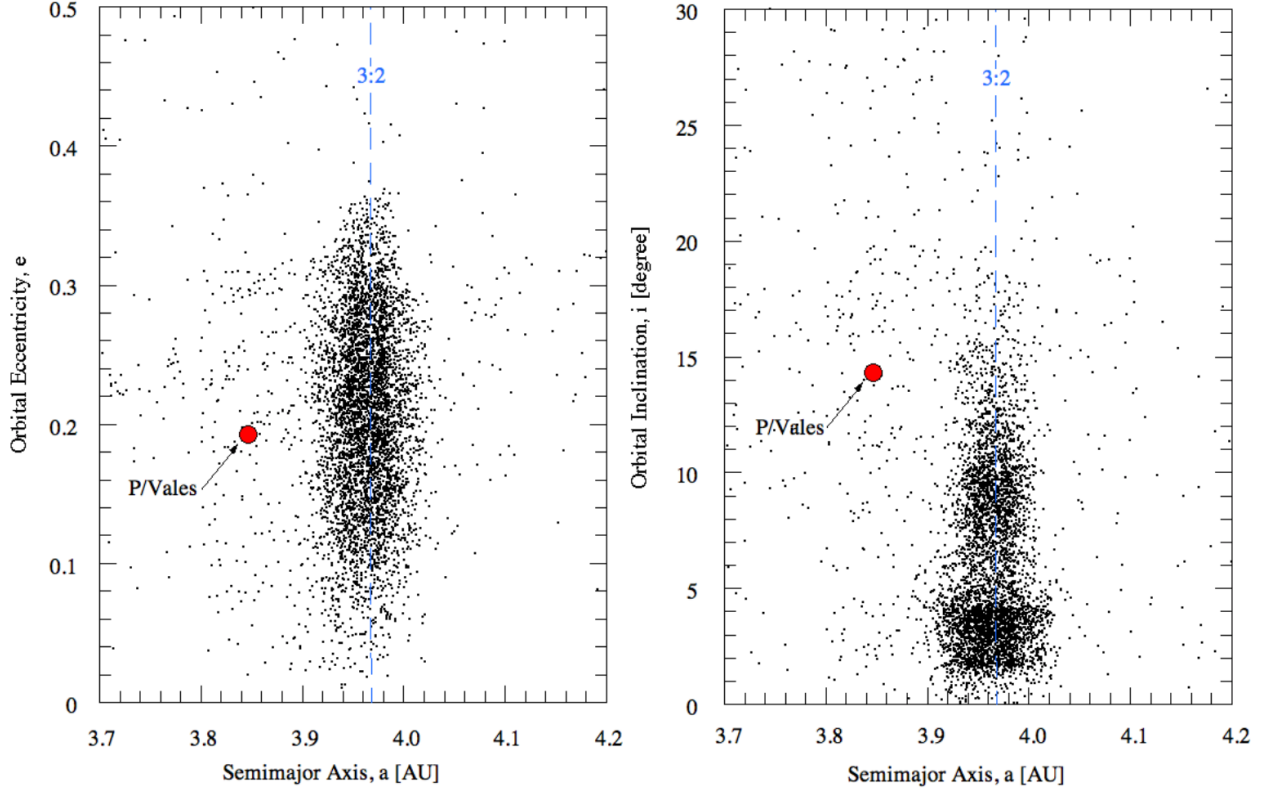 0.5
0.4
0.3
0.2
0.1
0
Orbital Eccentricity, e
3:2
P/Vales
3.7 3.8 3.9 4.0 4.1 4.2
Semimajor Axis, a [AU]
30
25
20
15
10
5
0
Orbital Inclination, i [degree]
3:2
P/Vales
3.7 3.8 3.9 4.0 4.1 4.2
Semimajor Axis, a [AU]